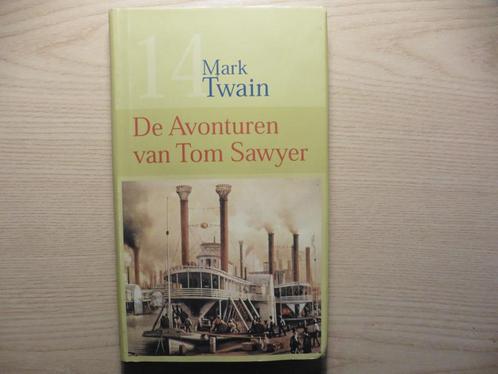 14
Mark
Twain
De Avonturen
van Tom Sawyer